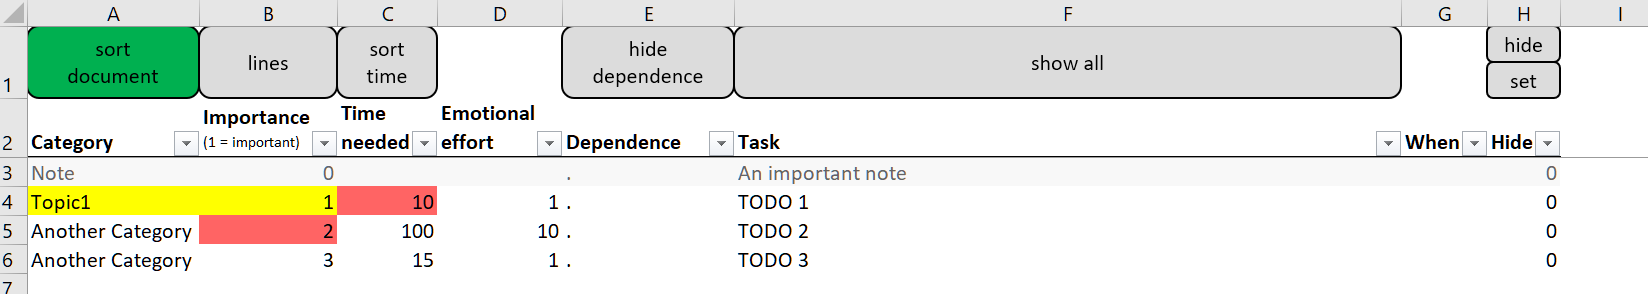 A B C D E F G H I
1 sort document lines sort time hide dependence show all hide set
2 Category Importance (1 = important) Time needed Emotional effort Dependence Task When Hide
3 Note 0 . An important note 0
4 Topic1 1 10 1 . TODO 1 0
5 Another Category 2 100 10 . TODO 2 0
6 Another Category 3 15 1 . TODO 3 0
7